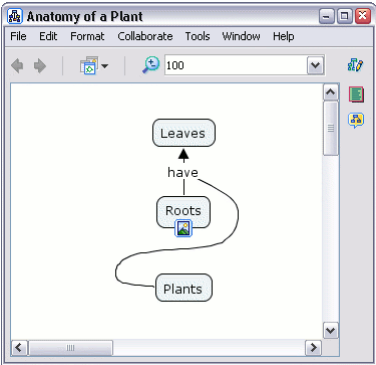 Anatomy of a Plant
File Edit Format Collaborate Tools Window Help
100
Leaves
have
Roots
Plants